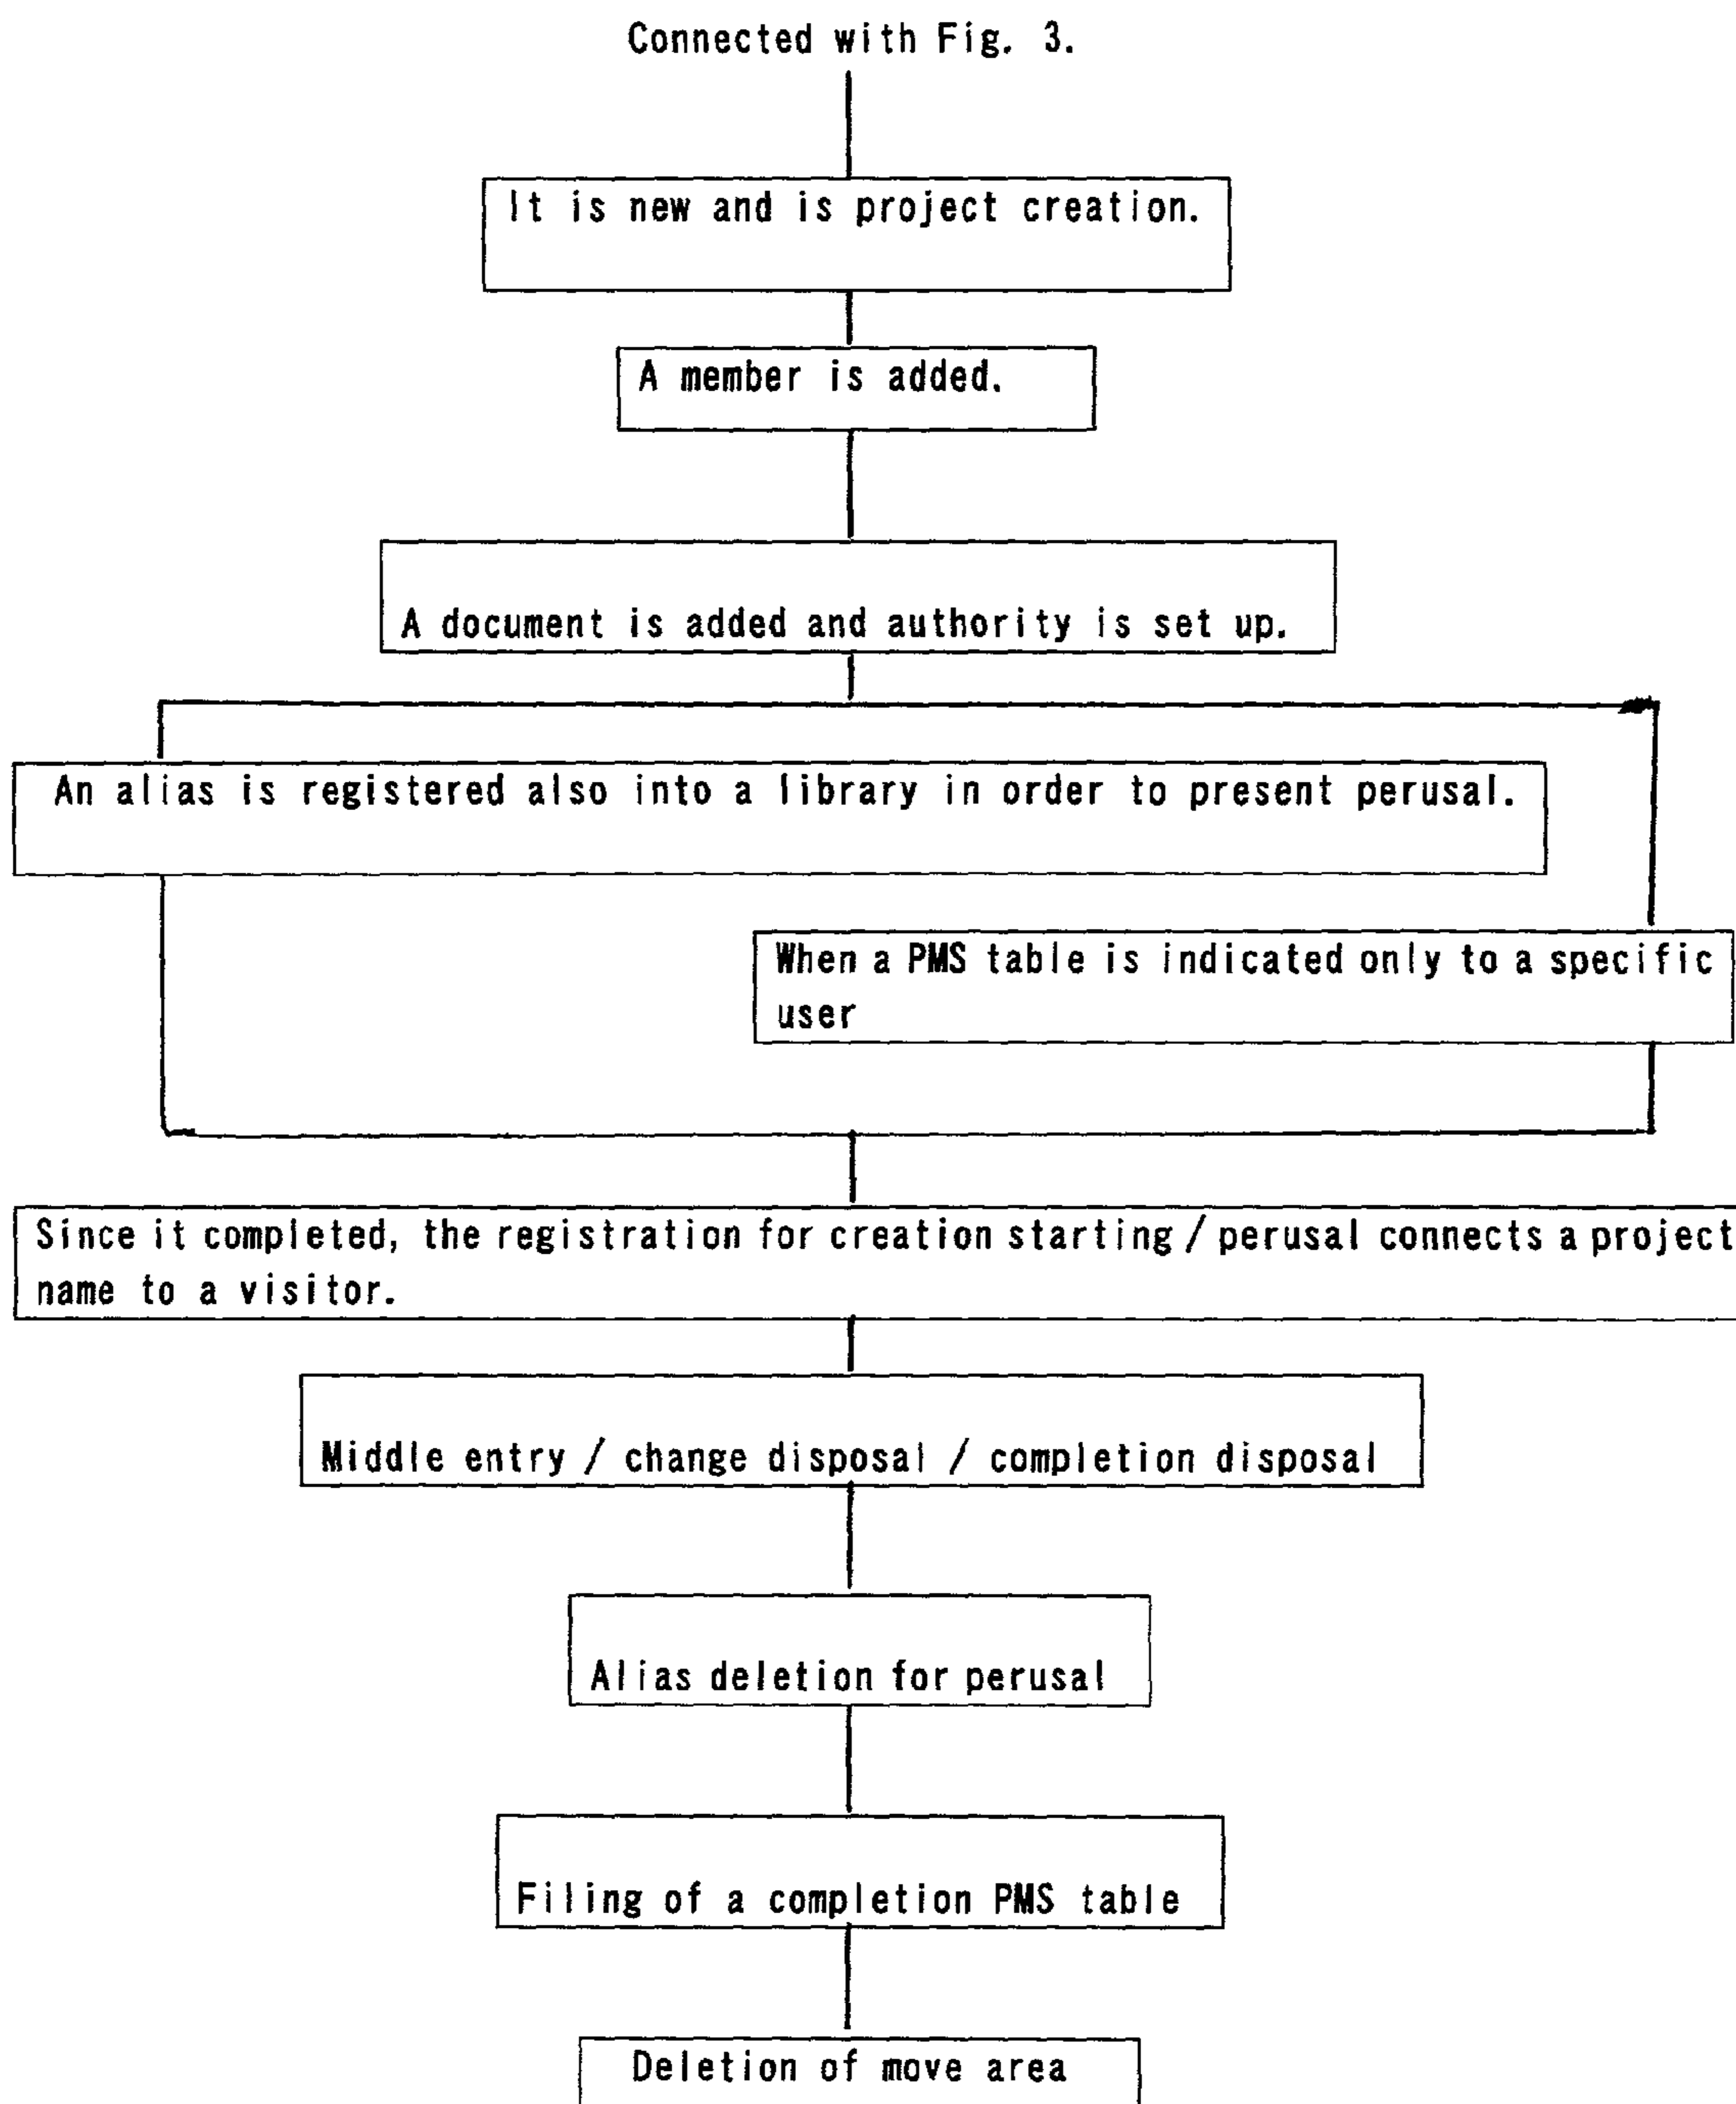 Connected with Fig. 3.
It is new and is project creation.
A member is added.
A document is added and authority is set up.
An alias is registered also into a library in order to present perusal.
When a PMS table is indicated only to a specific
user
Since it completed, the registration for creation starting / perusal connects a project
name to a visitor.
Middle entry / change disposal / completion disposal
Alias deletion for perusal
Filing of a completion PMS table
Deletion of move area